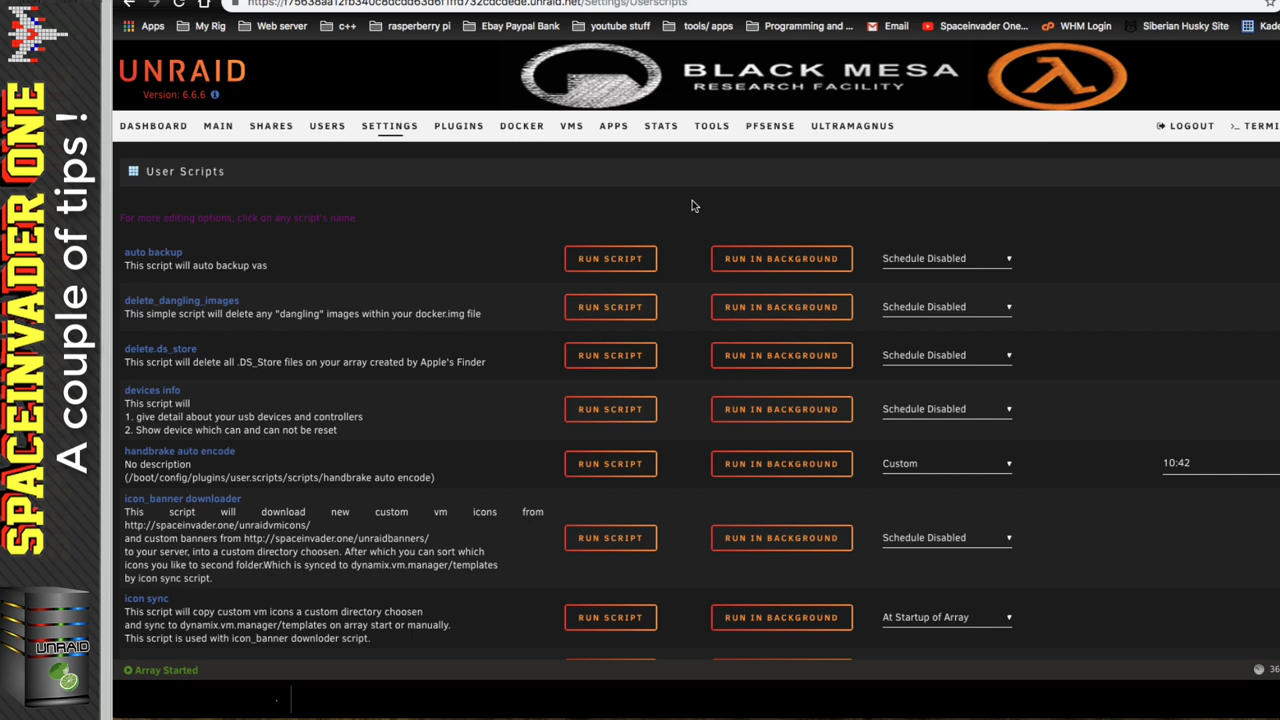 SPACEINVADER ONE
A couple of tips !
UNRAID
https://f75638aa12fb340c8dcdd63d6f1ffd732cdcdede.unraid.net/Settings/Userscripts
Apps My Rig Web server c++ rasperberry pi Ebay Paypal Bank youtube stuff tools/ apps Programming and ... Email Spaceinvader One... WHM Login Siberian Husky Site Kade
UNRAID
Version: 6.6.6
BLACK MESA
RESEARCH FACILITY
DASHBOARD MAIN SHARES USERS SETTINGS PLUGINS DOCKER VMS APPS STATS TOOLS PFSENSE ULTRAMAGNUS LOGOUT TERMI
User Scripts
For more editing options, click on any script's name
auto backup
This script will auto backup vas
RUN SCRIPT RUN IN BACKGROUND Schedule Disabled
delete_dangling_images
This simple script will delete any "dangling" images within your docker.img file
RUN SCRIPT RUN IN BACKGROUND Schedule Disabled
delete.ds_store
This script will delete all .DS_Store files on your array created by Apple's Finder
RUN SCRIPT RUN IN BACKGROUND Schedule Disabled
devices info
This script will
1. give detail about your usb devices and controllers
2. Show device which can and can not be reset
RUN SCRIPT RUN IN BACKGROUND Schedule Disabled
handbrake auto encode
No description
(/boot/config/plugins/user.scripts/scripts/handbrake auto encode)
RUN SCRIPT RUN IN BACKGROUND Custom 10:42
icon_banner downloader
This script will download new custom vm icons from
http://spaceinvader.one/unraidvmicons/
and custom banners from http://spaceinvader.one/unraidbanners/
to your server, into a custom directory choosen. After which you can sort which
icons you like to second folder.Which is synced to dynamix.vm.manager/templates
by icon sync script.
RUN SCRIPT RUN IN BACKGROUND Schedule Disabled
icon sync
This script will copy custom vm icons a custom directory choosen
and sync to dynamix.vm.manager/templates on array start or manually.
This script is used with icon_banner downloder script.
RUN SCRIPT RUN IN BACKGROUND At Startup of Array
Array Started
36